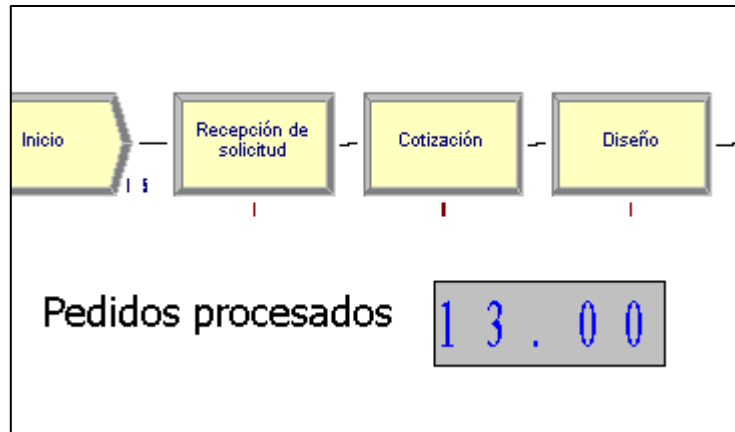 Inicio
Recepción de
solicitud
Cotización
Diseño
Pedidos procesados
13.00